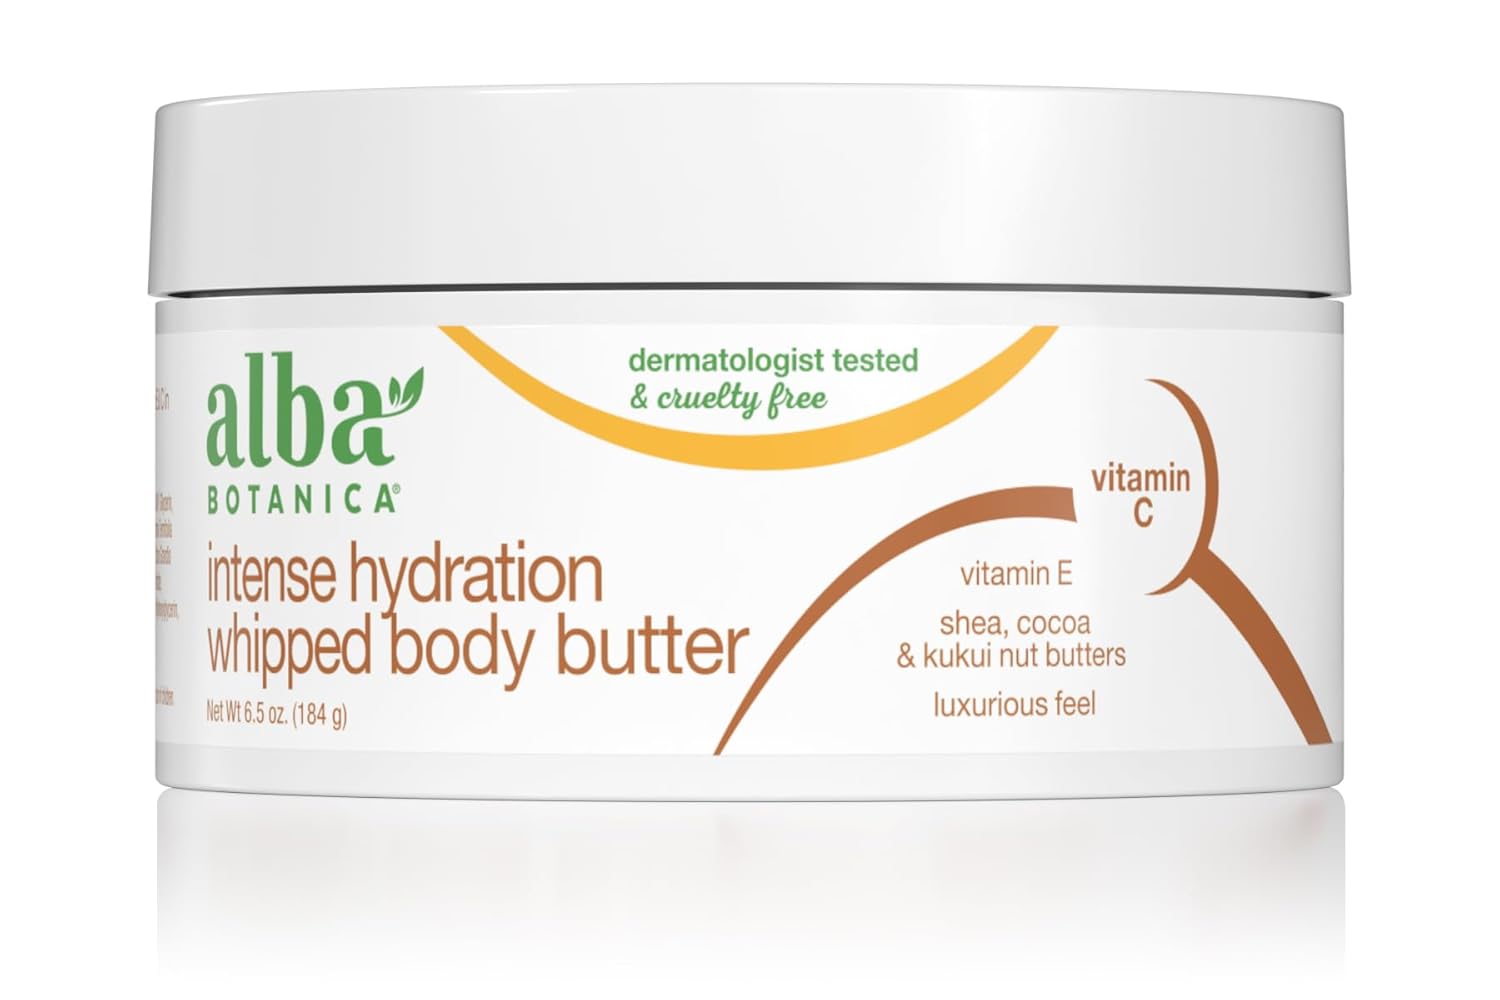 alba
BOTANICA®
intense hydration
whipped body butter
Net Wt 6.5 oz. (184 g)
dermatologist tested
& cruelty free
vitamin
C
vitamin E
shea, cocoa
& kukui nut butters
luxurious feel